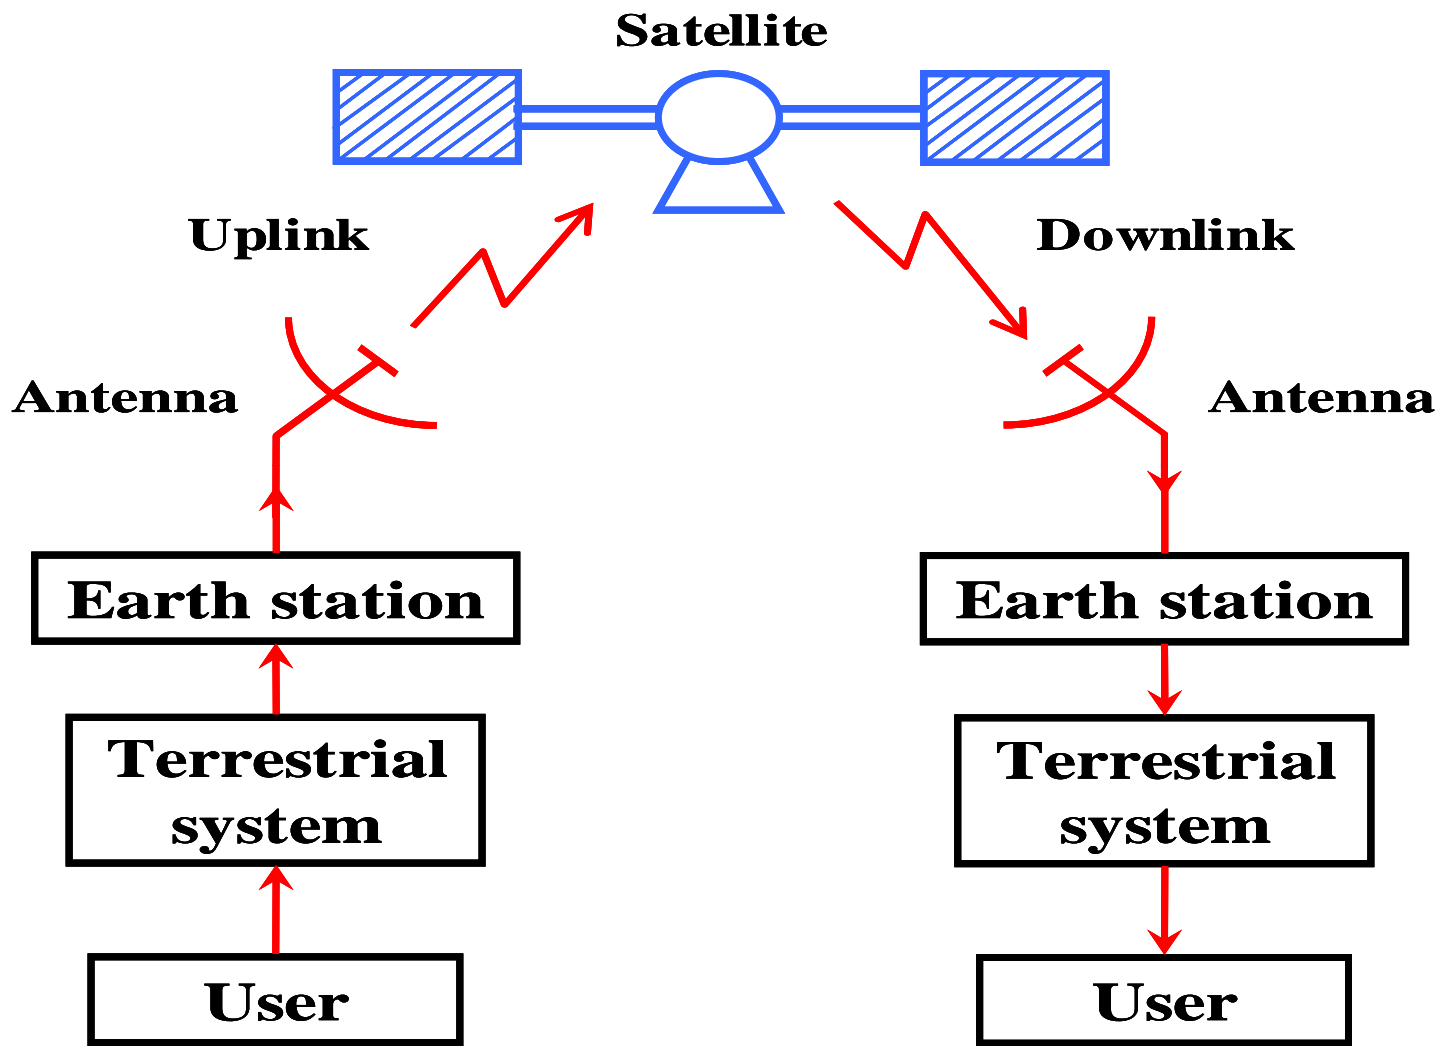 Satellite
Uplink
Downlink
Antenna
Antenna
Earth station
Earth station
Terrestrial
system
Terrestrial
system
User
User